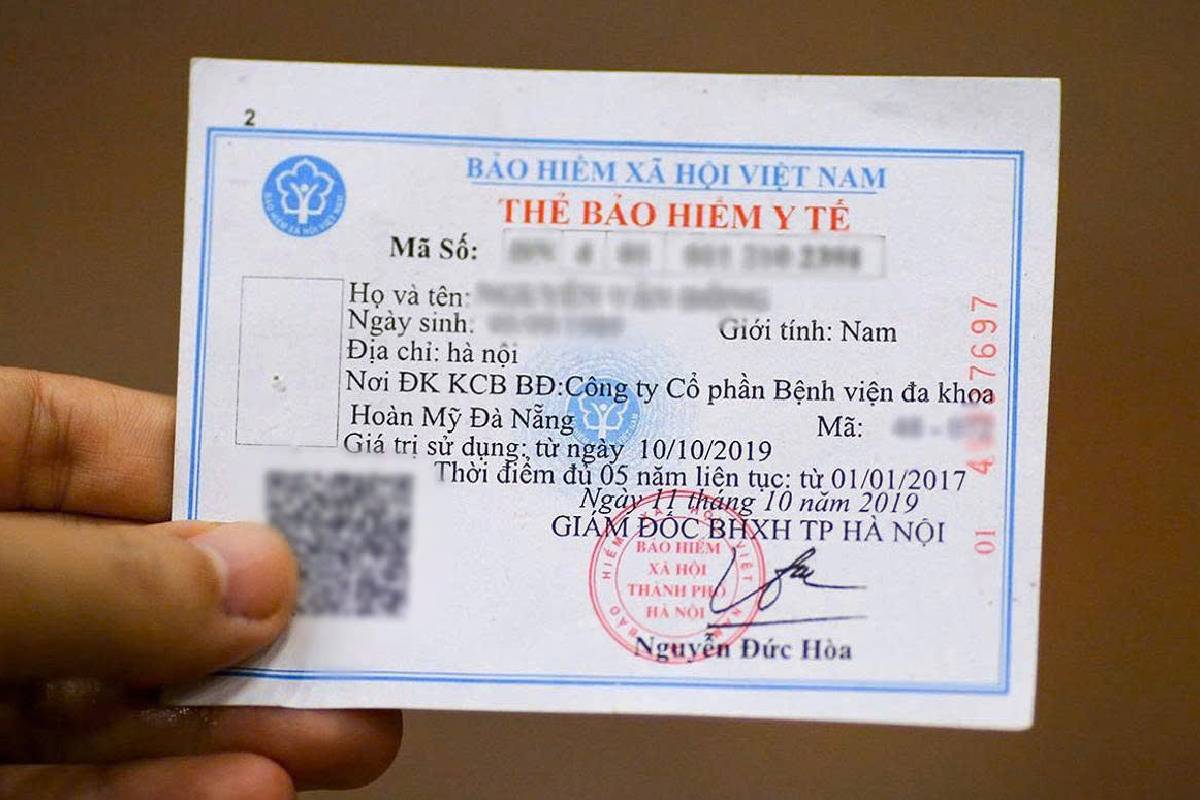 2
BẢO HIỂM XÃ HỘI VIỆT NAM
THẺ BẢO HIỂM Y TẾ
Mã Số:
Họ và tên:
Ngày sinh:
Giới tính: Nam
Địa chỉ: hà nội
Nơi ĐK KCB BĐ:Công ty Cổ phần Bệnh viện đa khoa
Hoàn Mỹ Đà Nẵng
Mã:
Giá trị sử dụng: từ ngày 10/10/2019
Thời điểm đủ 05 năm liên tục: từ 01/01/2017
Ngày 11 tháng 10 năm 2019
GIÁM ĐỐC BHXH TP HÀ NỘI
BẢO HIỂM
XÃ HỘI
THÀNH PHỐ
HÀ NỘI
Nguyễn Đức Hòa
01